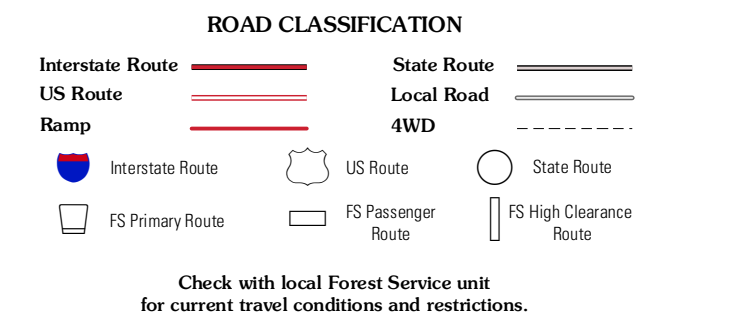 ROAD CLASSIFICATION
Interstate Route
State Route
US Route
Local Road
Ramp
4WD
Interstate Route
US Route
State Route
FS Primary Route
FS Passenger
Route
FS High Clearance
Route
Check with local Forest Service unit
for current travel conditions and restrictions.